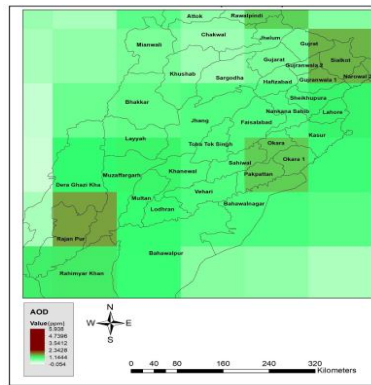 Attok Rawalpindi
Mianwali Chakwal Jhelum
Gujrat
Khushab Sargodha Gujarat
Gujranwala 2 Sialkot
Hafizabad Gujranwala 1 Narowal 2
Bhakkar Sheikhupura
Jhang Nankana Sahib Lahore
Faisalabad
Layyah Toba Tek Singh Kasur
Okara
Muzaffargarh Khanewal Sahiwal Okara 1
Dera Ghazi Kha Pakpattan
Multan Vehari
Lodhran Bahawalnagar
Rajan Pur
Bahawalpur
Rahimyar Khan
AOD
Value(ppm)
5.938
4.7396
3.5412
2.3428
1.1444
-0.054
N
W E
S
0 40 80 160 240 320
Kilometers